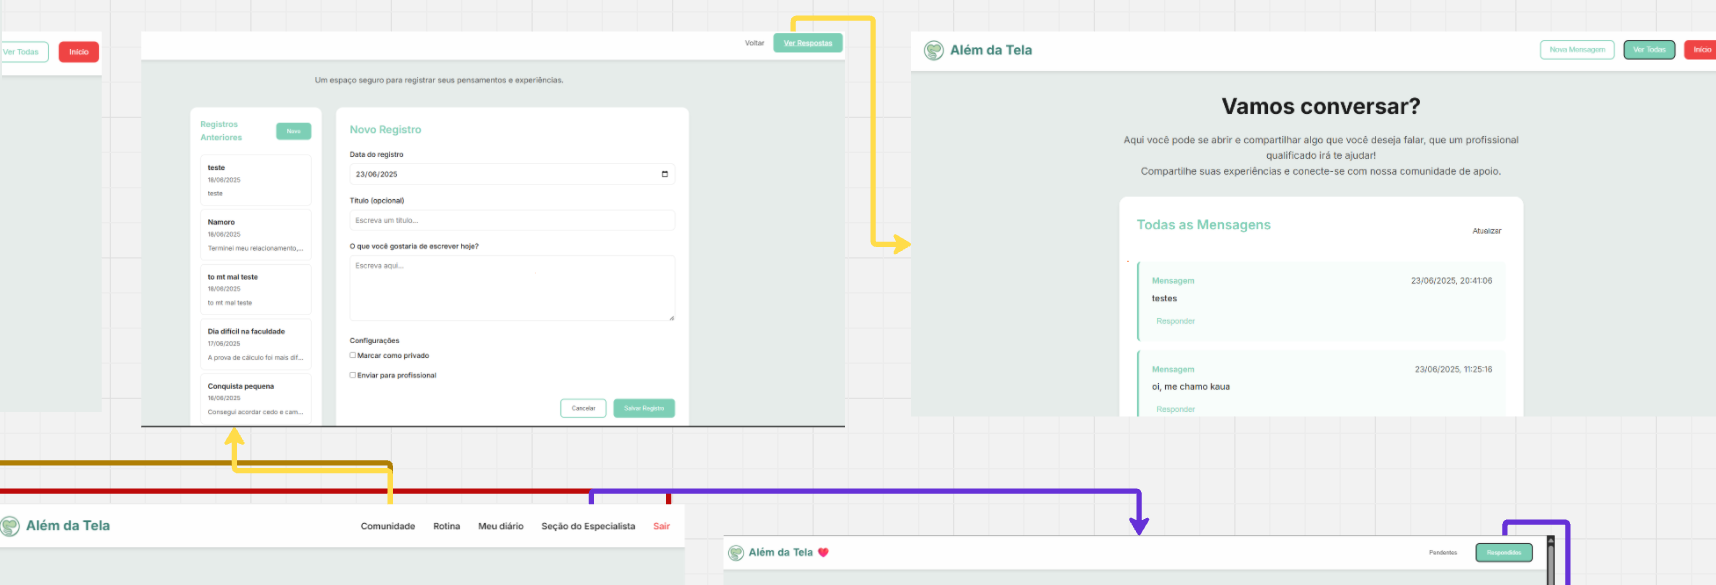 Ver Todas
Início
Voltar
Ver Respostas
Um espaço seguro para registrar seus pensamentos e experiências.
Registros
Anteriores
Novo
teste
18/06/2025
teste
Namoro
18/06/2025
Terminei meu relacionamento,...
to mt mal teste
18/06/2025
to mt mal teste
Dia difícil na faculdade
17/06/2025
A prova de cálculo foi mais dif...
Conquista pequena
16/06/2025
Consegui acordar cedo e cam...
Novo Registro
Data do registro
23/06/2025
Título (opcional)
Escreva um título...
O que você gostaria de escrever hoje?
Escreva aqui...
Configurações
Marcar como privado
Enviar para profissional
Cancelar
Salvar Registro
Além da Tela
Nova Mensagem
Ver Todas
Início
Vamos conversar?
Aqui você pode se abrir e compartilhar algo que você deseja falar, que um profissional
qualificado irá te ajudar!
Compartilhe suas experiências e conecte-se com nossa comunidade de apoio.
Todas as Mensagens
Atualizar
Mensagem
23/06/2025, 20:41:06
testes
Responder
Mensagem
23/06/2025, 11:25:16
oi, me chamo kaua
Responder
Além da Tela
Comunidade
Rotina
Meu diário
Seção do Especialista
Sair
Além da Tela
Pendentes
Respondidos